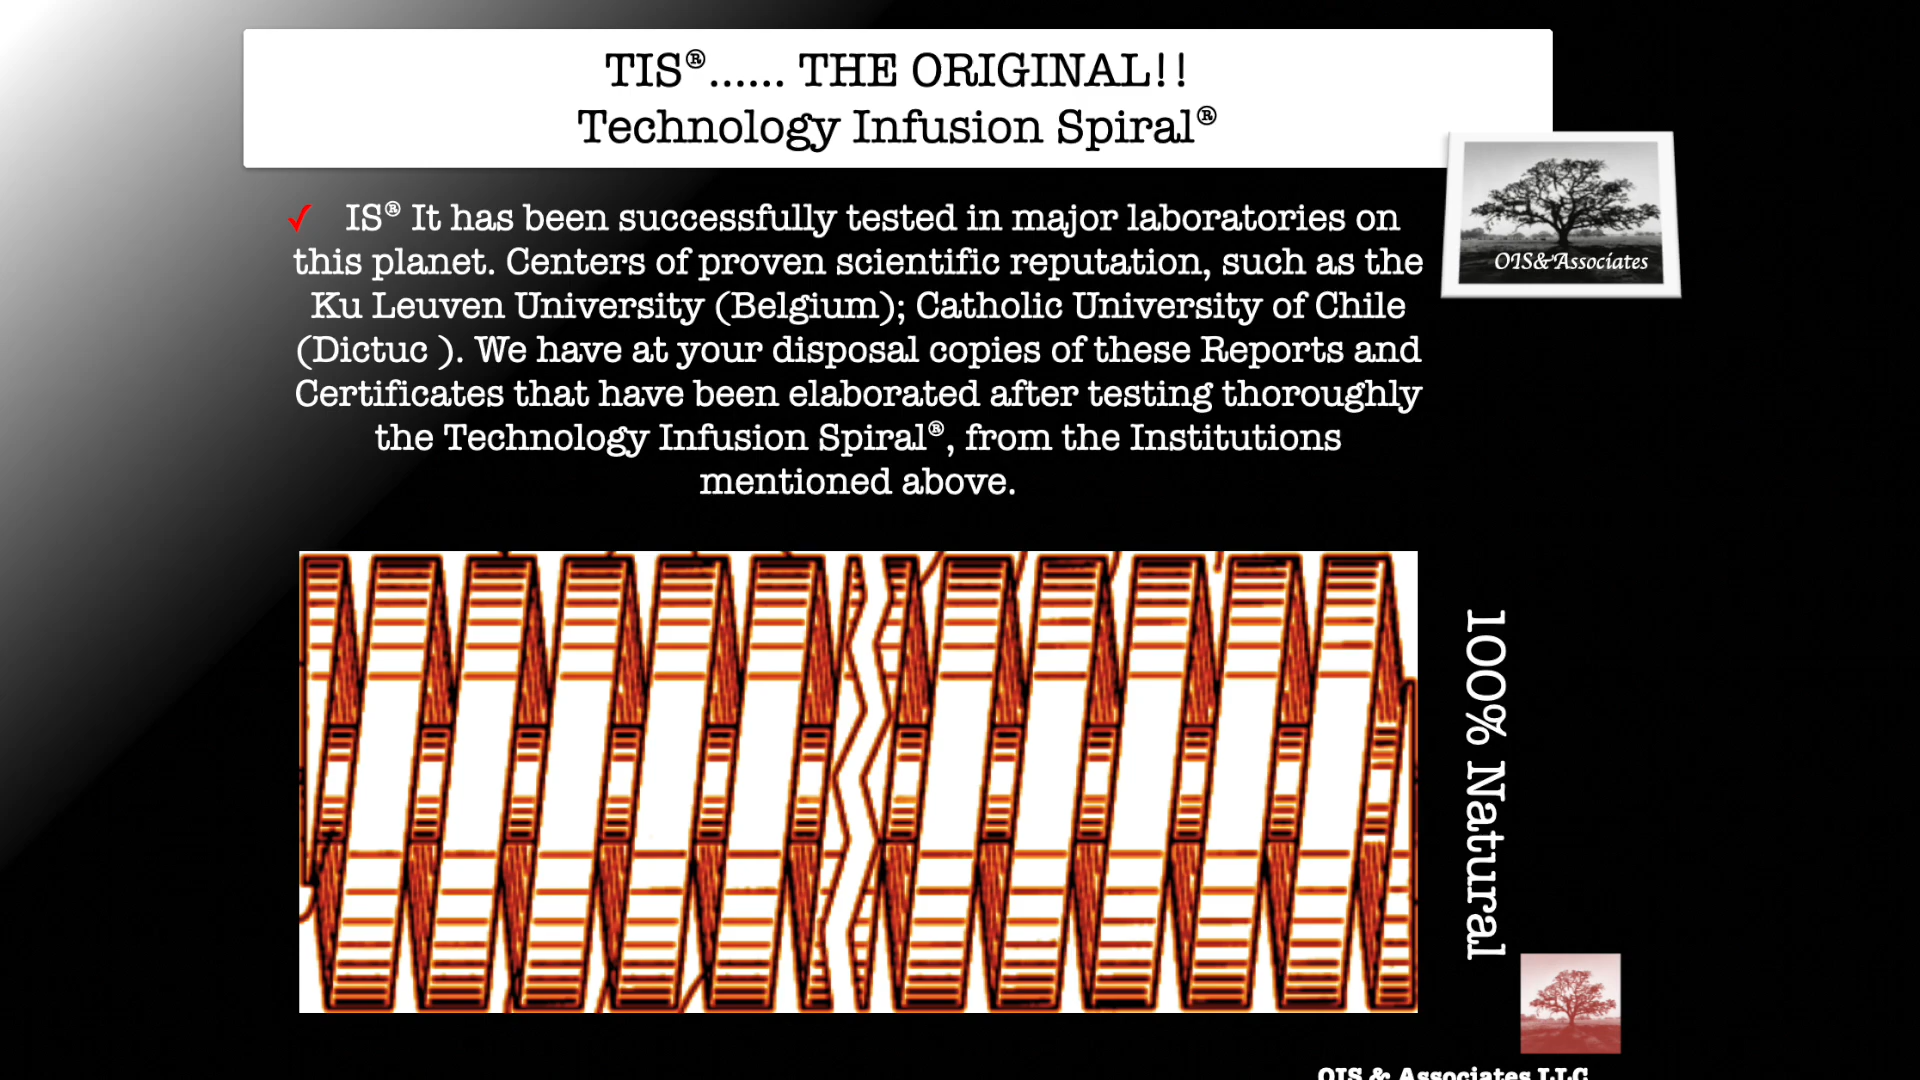 TIS®...... THE ORIGINAL!!
Technology Infusion Spiral®
✓ IS® It has been successfully tested in major laboratories on
this planet. Centers of proven scientific reputation, such as the
Ku Leuven University (Belgium); Catholic University of Chile
(Dictuc ). We have at your disposal copies of these Reports and
Certificates that have been elaborated after testing thoroughly
the Technology Infusion Spiral®, from the Institutions
mentioned above.
OIS&Associates
100% Natural
OIS & Associates LLC